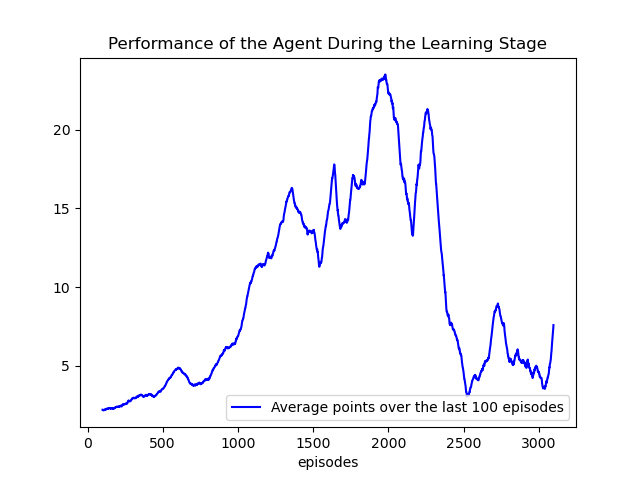 Performance of the Agent During the Learning Stage
20
15
10
5
Average points over the last 100 episodes
0 500 1000 1500 2000 2500 3000
episodes